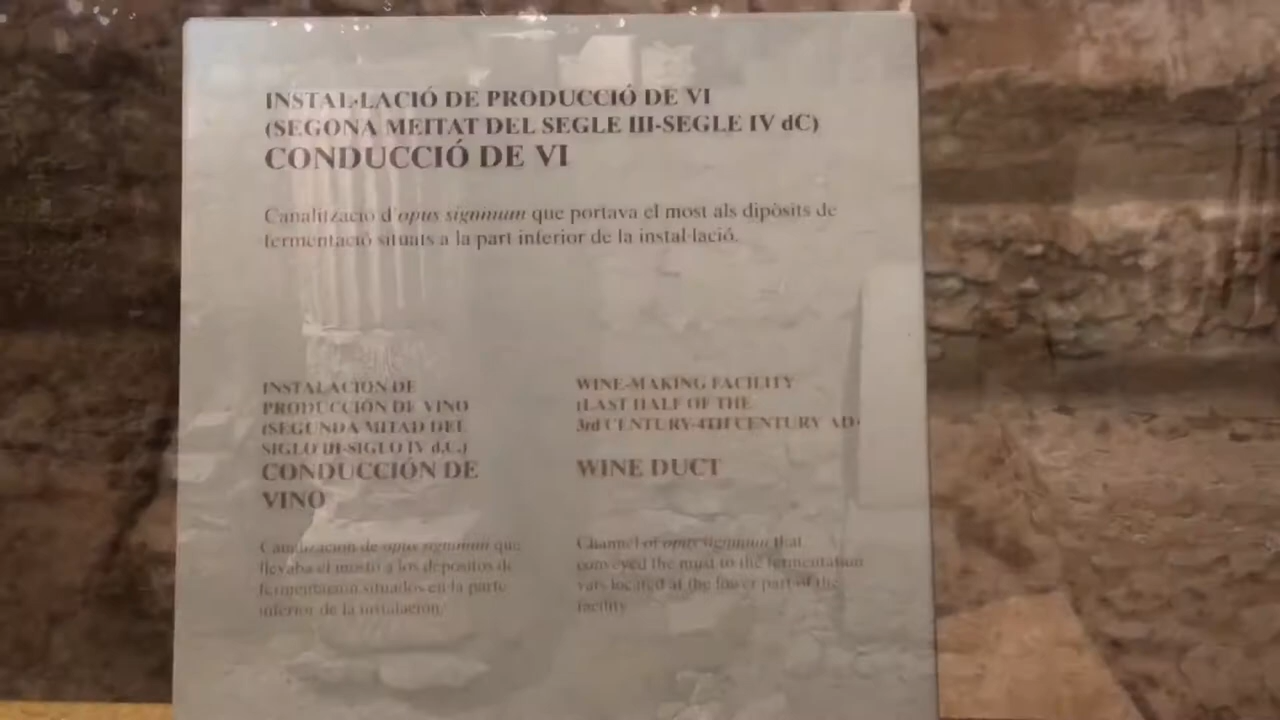 INSTAL·LACIÓ DE PRODUCCIÓ DE VI
(SEGONA MEITAT DEL SEGLE III-SEGLE IV dC)
CONDUCCIÓ DE VI
Canalització d'opus signinum que portava el most als dipòsits de
fermentació situats a la part inferior de la instal·lació.
INSTALACIÓN DE
PRODUCCIÓN DE VINO
(SEGUNDA MITAD DEL
SIGLO III-SIGLO IV d.C.)
CONDUCCIÓN DE
VINO
Canalización de opus signinum que
llevaba el mosto a los depósitos de
fermentación situados en la parte
inferior de la instalación.
WINE-MAKING FACILITY
(LAST HALF OF THE
3rd CENTURY-4TH CENTURY AD)
WINE DUCT
Channel of opus signinum that
conveyed the must to the fermentation
vats located at the lower part of the
facility